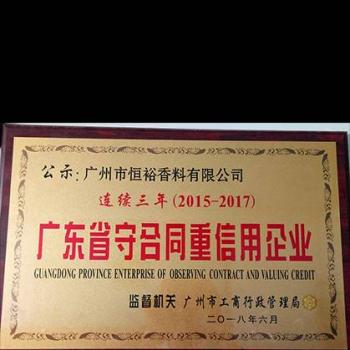 公示:广州市恒裕香料有限公司
连续三年(2015-2017)
广东省守合同重信用企业
GUANGDONG PROVINCE ENTERPRISE OF OBSERVING CONTRACT AND VALUING CREDIT
监督机关 广州市工商行政管理局
二〇一八年六月